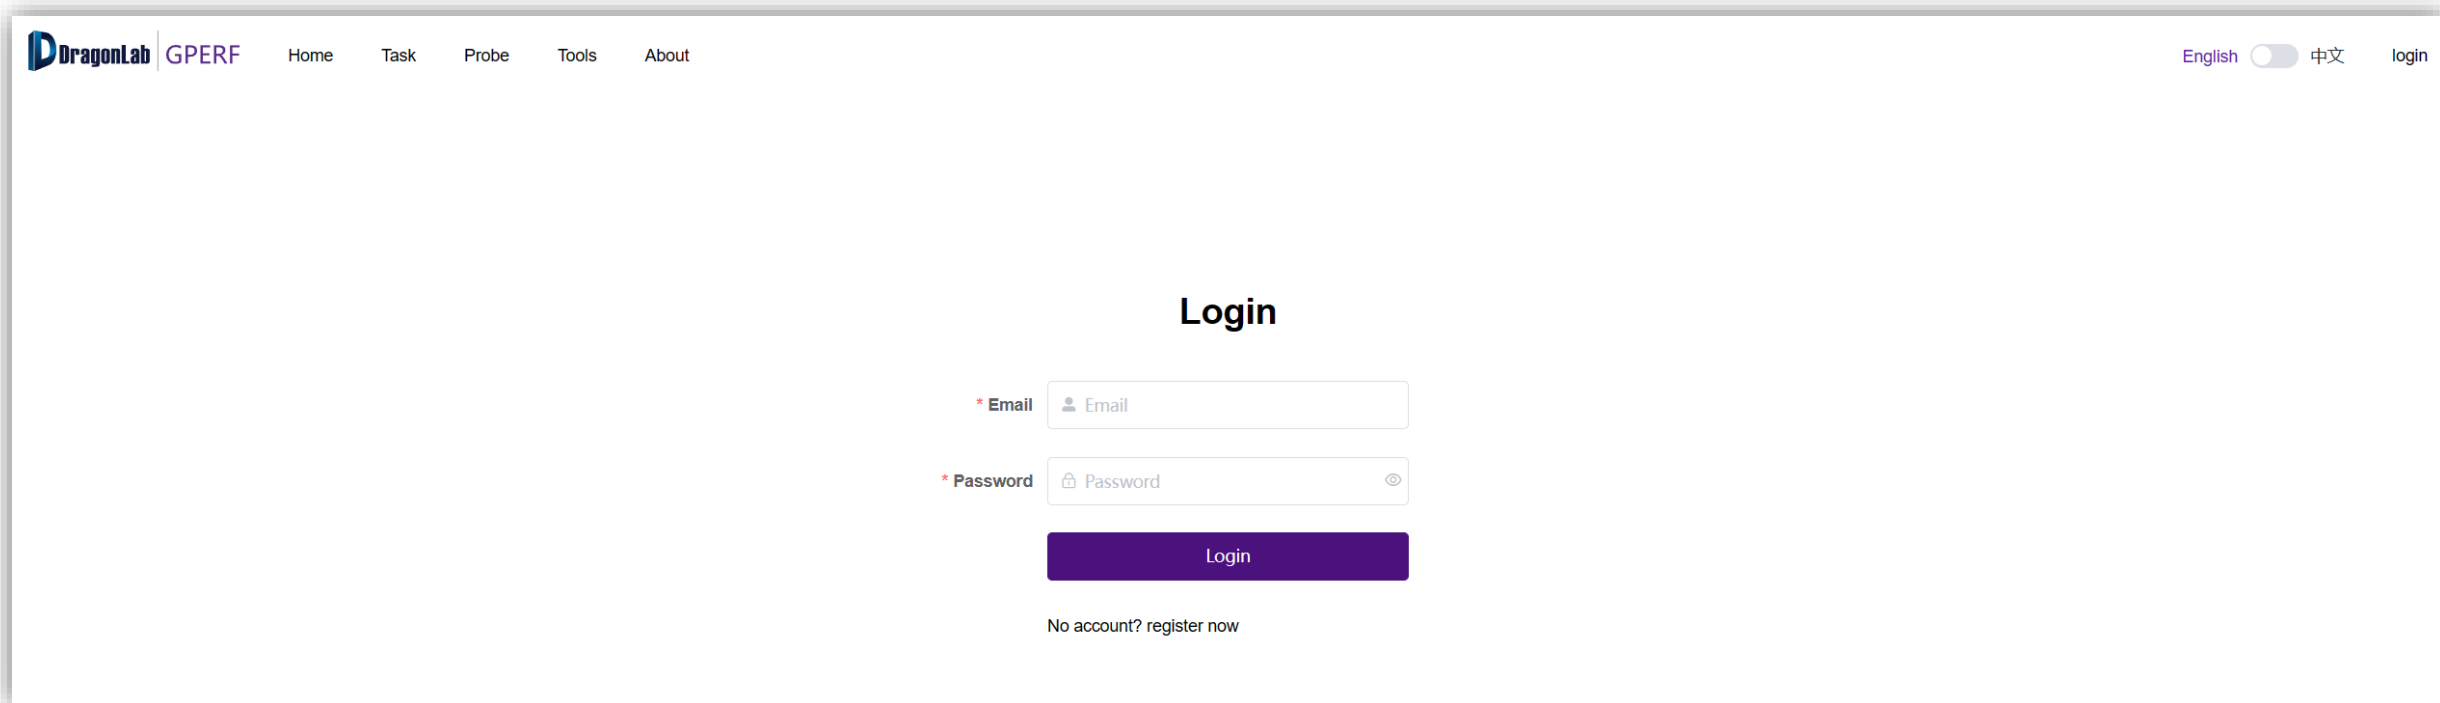 DragonLab GPERF Home Task Probe Tools About English 中文 login
Login
* Email Email
* Password Password
Login
No account? register now